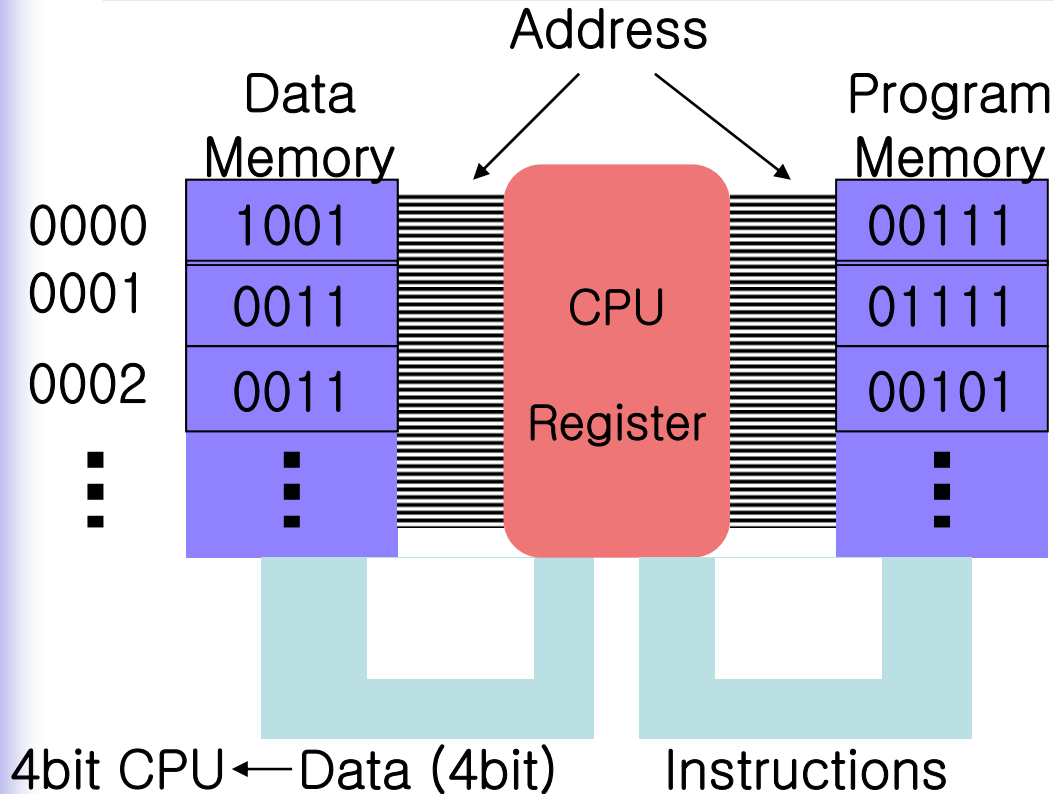 Address
Data
Memory
Program
Memory
0000 1001 00111
0001 0011 CPU 01111
0002 0011 Register 00101
4bit CPU ← Data (4bit) Instructions